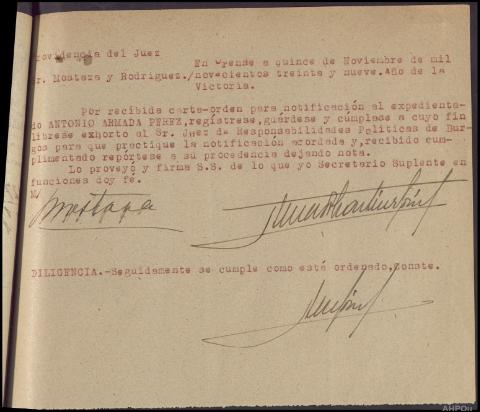 Providencia del Juez
En Orense a quince de Noviembre de mil
Sr. Mostaza y Rodriguez./novecientos treinta y nueve.Año de la
Victoria.
Por recibida carta-orden para notificación al expedienta-
do ANTONIO ARMADA PEREZ,regístrese,guárdese y cúmplase a cuyo fin
líbrese exhorto al Sr. Juez de Responsabilidades Políticas de Bur-
gos para que practique la notificación acordada y,recibido cum-
plimentado repórtese a su procedencia dejando nota.
Lo proveyó y firma S.S. de lo que yo Secretario Suplente en
funciones doy fé.
M/
Mostaza
DILIGENCIA.-Seguidamente se cumple como está ordenado.Conste.
AHPOu